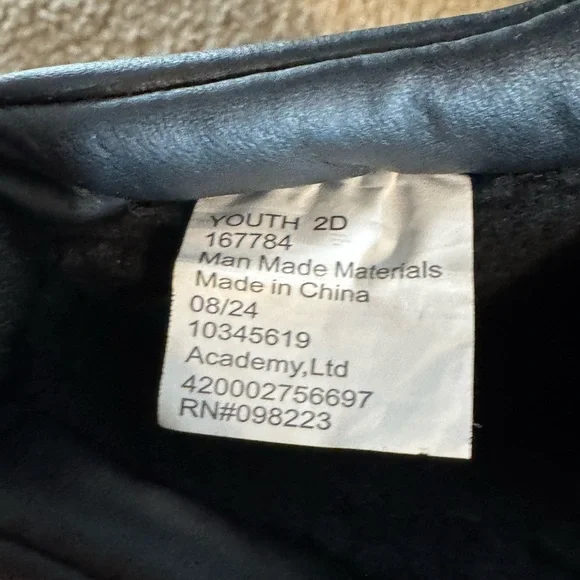 YOUTH 2D
167784
Man Made Materials
Made in China
08/24
10345619
Academy,Ltd
420002756697
RN#098223